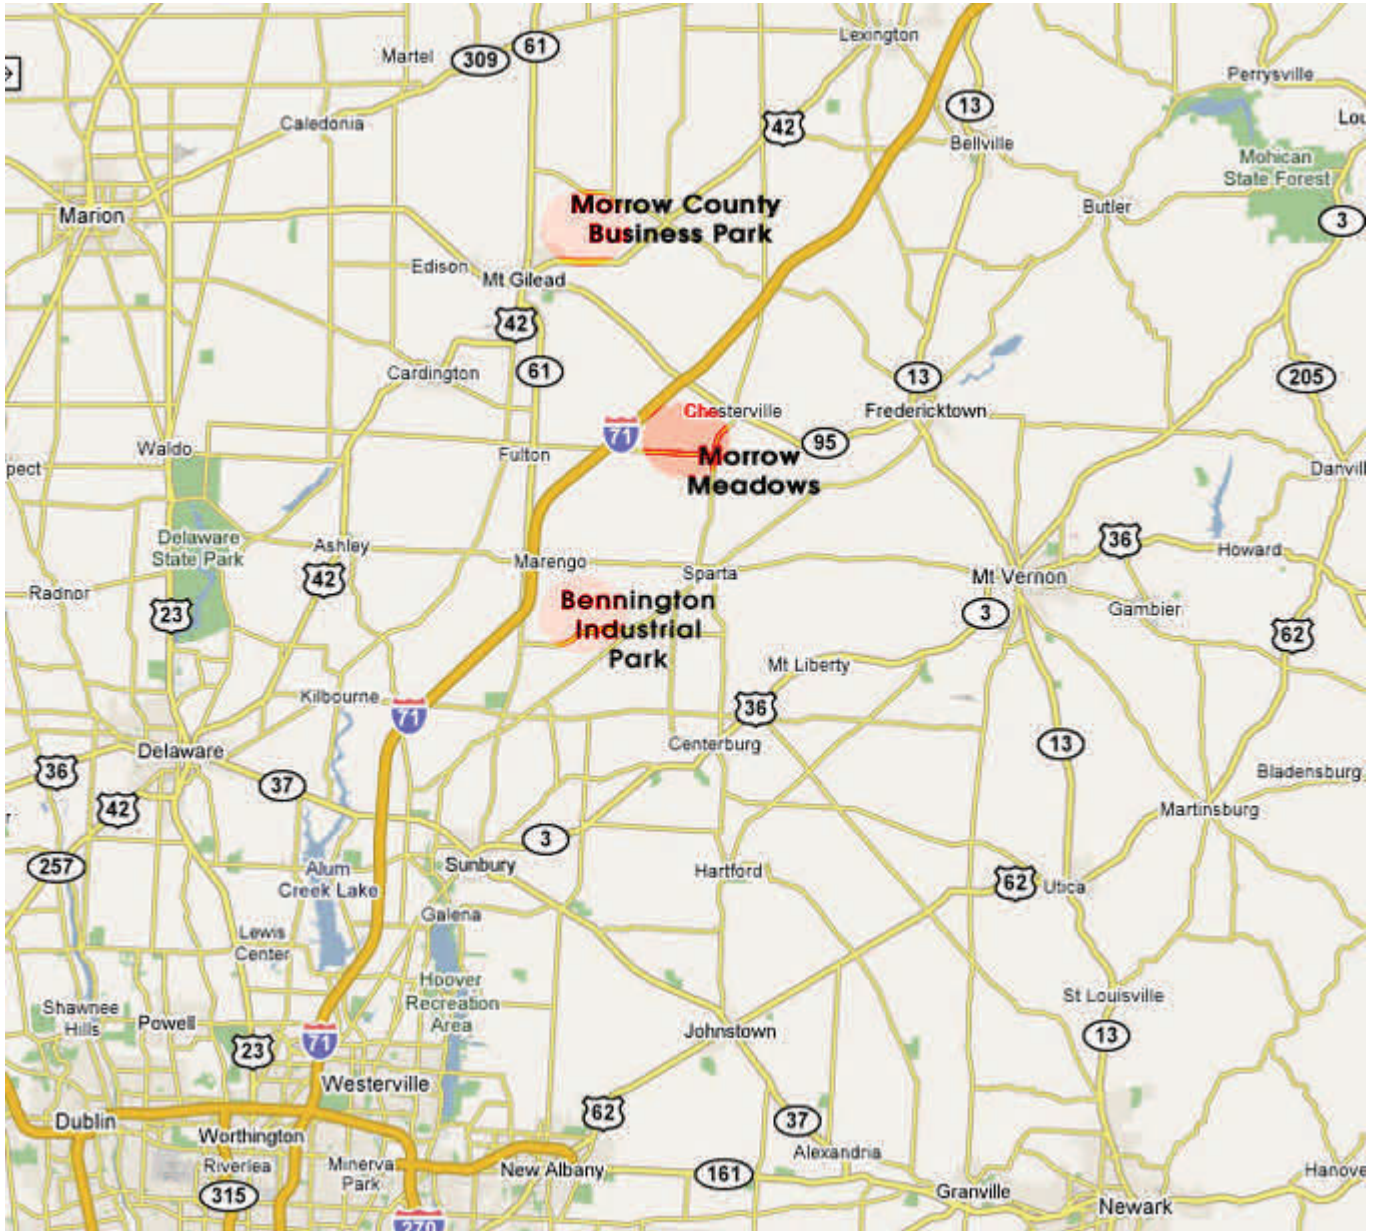 Lexington
61
Martel
309
Perrysville
13
42
Caledonia
Bellville
Mohican
State Forest
Morrow County
Business Park
Marion
Butler
3
Edison
Mt Gilead
42
61
Cardington
13
205
Chesterville
Fredericktown
71
95
Waldo
Fulton
Morrow
Meadows
Delaware
State Park
Ashley
42
Marengo
Sparta
36
Howard
Mt Vernon
Radnor
23
Bennington
Industrial
Park
3
Gambier
62
Mt Liberty
Kilbourne
71
36
Centerburg
13
Delaware
36
37
42
Bladensburg
Martinsburg
3
257
Sunbury
Alum
Creek Lake
Hartford
62
Utica
Galena
Lewis
Center
Hoover
Recreation
Area
St Louisville
Shawnee
Hills
Powell
23
71
Johnstown
13
Westerville
62
37
Dublin
Worthington
Riverlea
Minerva
Park
New Albany
161
Alexandria
315
Granville
Newark
270